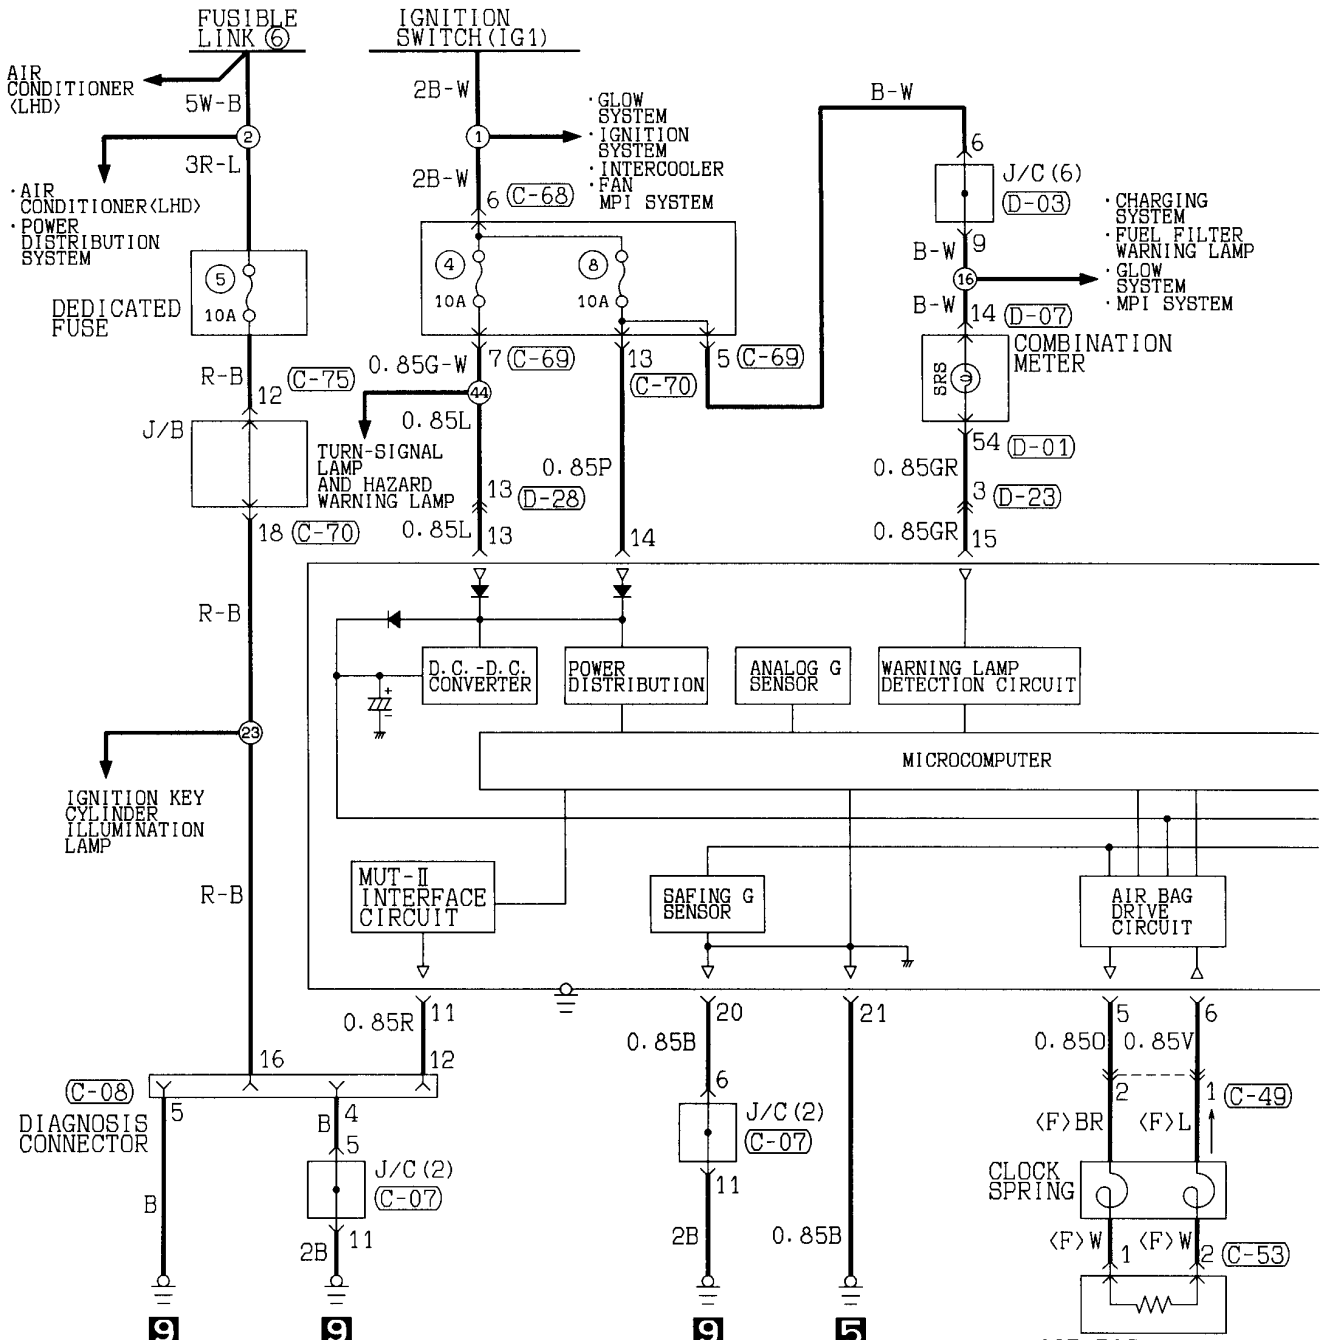 FUSIBLE
LINK ⑥
IGNITION
SWITCH(IG1)
AIR
CONDITIONER
<LHD>
5W-B
2
3R-L
·AIR
CONDITIONER<LHD>
·POWER
DISTRIBUTION
SYSTEM
5
10A
DEDICATED
FUSE
R-B
12
C-75
J/B
18
C-70
R-B
23
IGNITION KEY
CYLINDER
ILLUMINATION
LAMP
R-B
2B-W
1
·GLOW
SYSTEM
·IGNITION
SYSTEM
·INTERCOOLER
·FAN
MPI SYSTEM
2B-W
6
C-68
4
10A
8
10A
7
C-69
13
C-70
5
C-69
0.85G-W
44
0.85L
TURN-SIGNAL
LAMP
AND HAZARD
WARNING LAMP
13
D-28
0.85L
13
0.85P
14
B-W
6
J/C(6)
D-03
9
B-W
16
·CHARGING
SYSTEM
·FUEL FILTER
WARNING LAMP
·GLOW
SYSTEM
·MPI SYSTEM
B-W
14
D-07
COMBINATION
METER
SRS
54
D-01
0.85GR
3
D-23
0.85GR
15
D.C.-D.C.
CONVERTER
POWER
DISTRIBUTION
ANALOG G
SENSOR
WARNING LAMP
DETECTION CIRCUIT
+
-
MICROCOMPUTER
MUT-Ⅱ
INTERFACE
CIRCUIT
SAFING G
SENSOR
AIR BAG
DRIVE
CIRCUIT
11
0.85R
12
16
C-08
DIAGNOSIS
CONNECTOR
5
4
B
5
J/C(2)
C-07
B
11
2B
9
9
20
0.85B
6
J/C(2)
C-07
11
2B
9
21
0.85B
5
5
6
0.85O
0.85V
2
1
C-49
<F>BR
<F>L
CLOCK
SPRING
<F>W
1
<F>W
2
C-53